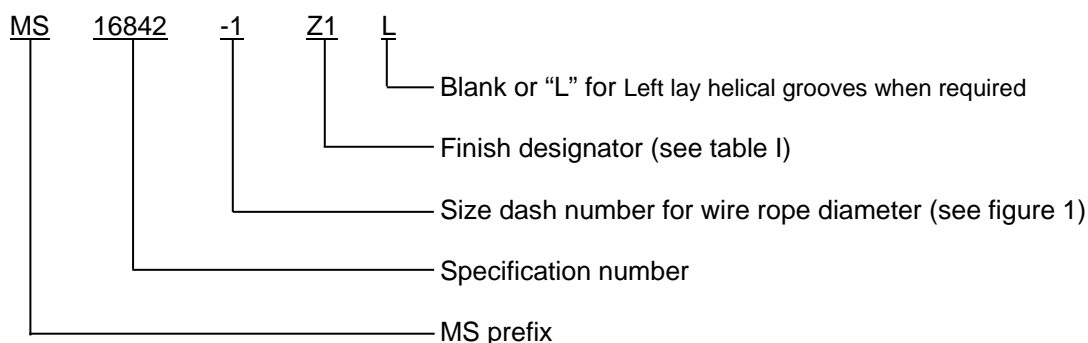 MS 16842 -1 Z1 L
Blank or “L” for Left lay helical grooves when required
Finish designator (see table I)
Size dash number for wire rope diameter (see figure 1)
Specification number
MS prefix